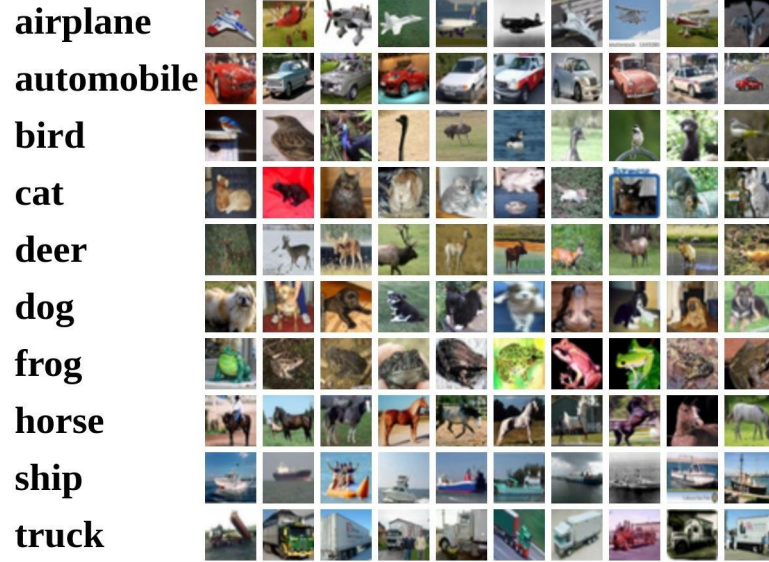 airplane
automobile
bird
cat
deer
dog
frog
horse
ship
truck